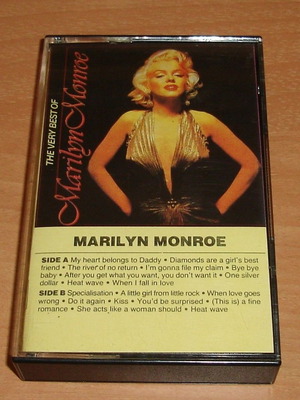 THE VERY BEST OF
Marilyn Monroe
MARILYN MONROE
SIDE A My heart belongs to Daddy • Diamonds are a girl's best
friend • The river of no return • I'm gonna file my claim • Bye bye
baby • After you get what you want, you don't want it • One silver
dollar • Heat wave • When I fall in love
SIDE B Specialisation • A little girl from little rock • When love goes
wrong • Do it again • Kiss • You'd be surprised • (This is) a fine
romance • She acts like a woman should • Heat wave